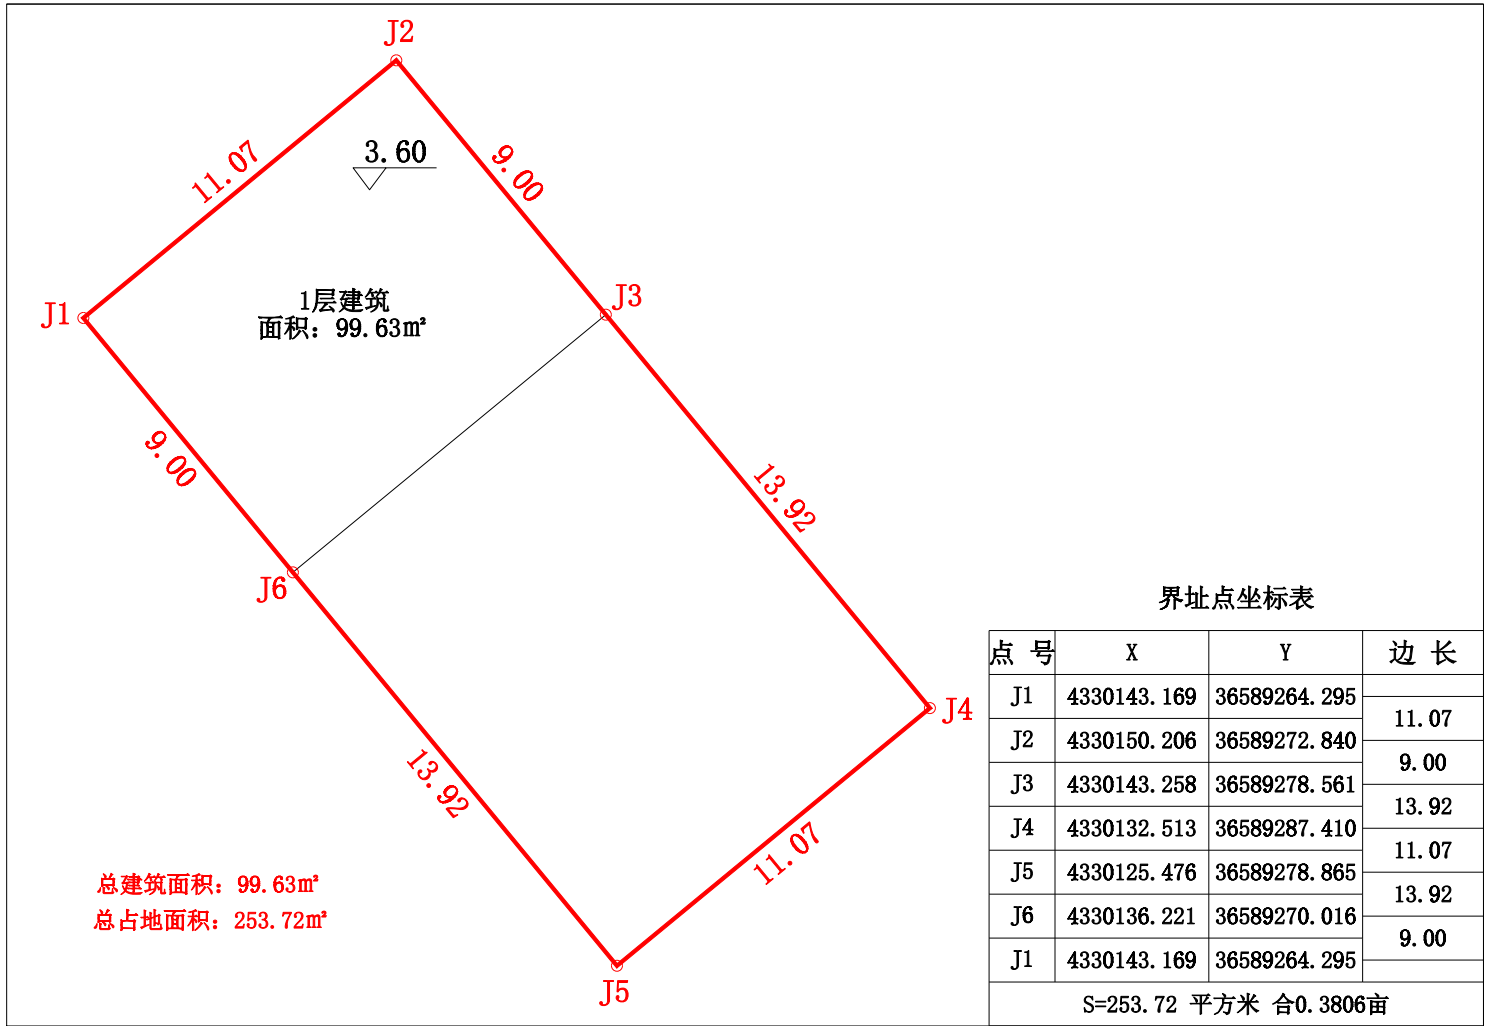 J2
11.07
3.60
9.00
J1
1层建筑
面积：99.63㎡
J3
9.00
13.92
J6
J4
13.92
11.07
J5
总建筑面积：99.63㎡
总占地面积：253.72㎡
界址点坐标表
点 号 X Y 边 长
J1 4330143.169 36589264.295
11.07
J2 4330150.206 36589272.840
9.00
J3 4330143.258 36589278.561
13.92
J4 4330132.513 36589287.410
11.07
J5 4330125.476 36589278.865
13.92
J6 4330136.221 36589270.016
9.00
J1 4330143.169 36589264.295
S=253.72 平方米 合0.3806亩